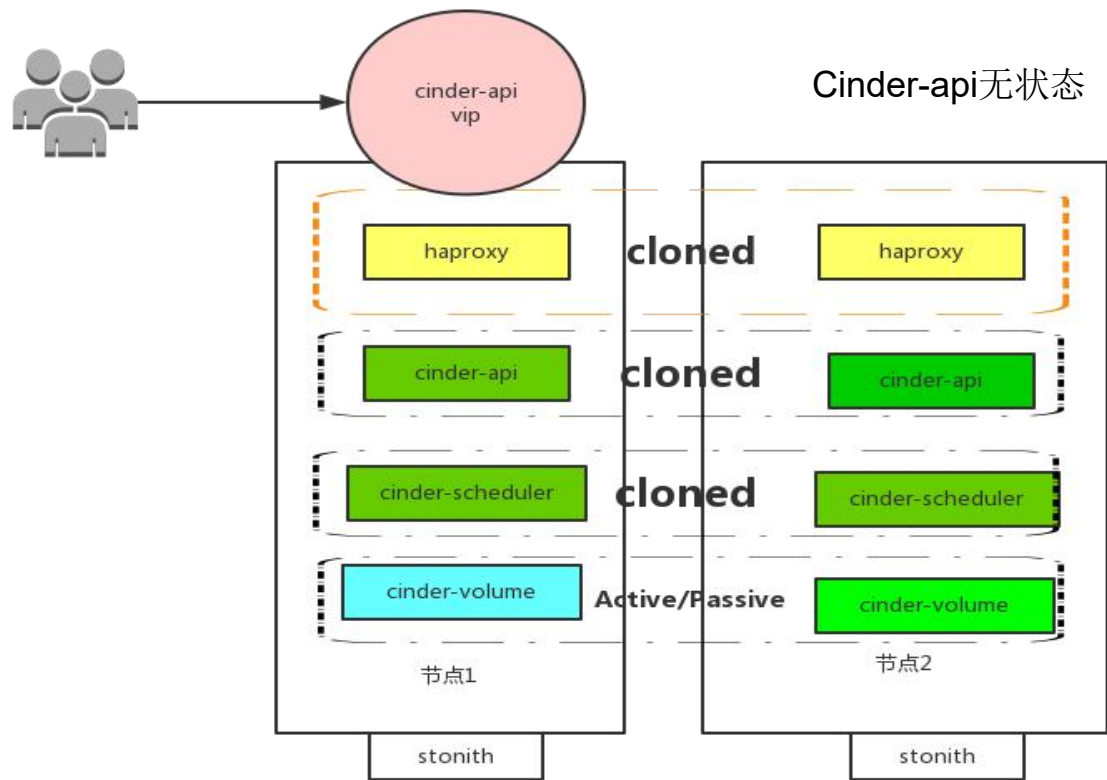 cinder-api
vip
Cinder-api无状态
haproxy
cloned
haproxy
cinder-api
cloned
cinder-api
cinder-scheduler
cloned
cinder-scheduler
cinder-volume
Active/Passive
cinder-volume
节点1
节点2
stonith
stonith